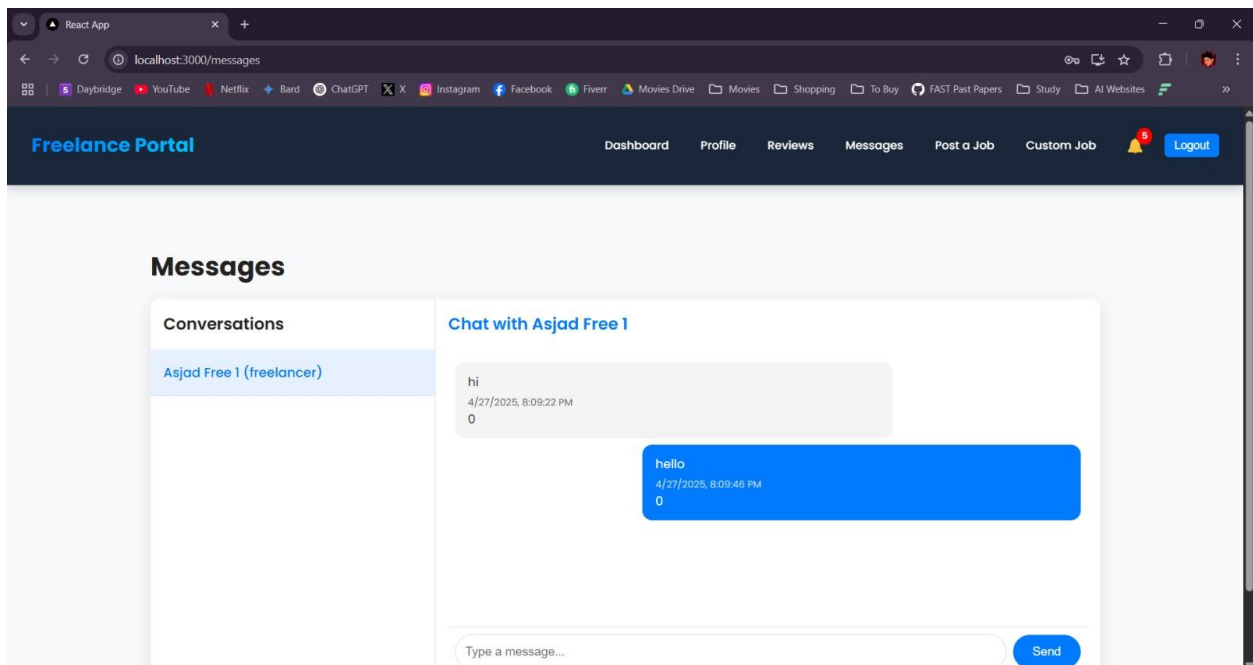 React App
localhost:3000/messages
Daybridge YouTube Netflix Bard ChatGPT X Instagram Facebook Fiverr Movies Drive Movies Shopping To Buy FAST Past Papers Study AI Websites »
Freelance Portal Dashboard Profile Reviews Messages Post a Job Custom Job 5 Logout
Messages
Conversations
Asjad Free 1 (freelancer)
Chat with Asjad Free 1
hi
4/27/2025, 8:09:22 PM
0
hello
4/27/2025, 8:09:46 PM
0
Type a message... Send